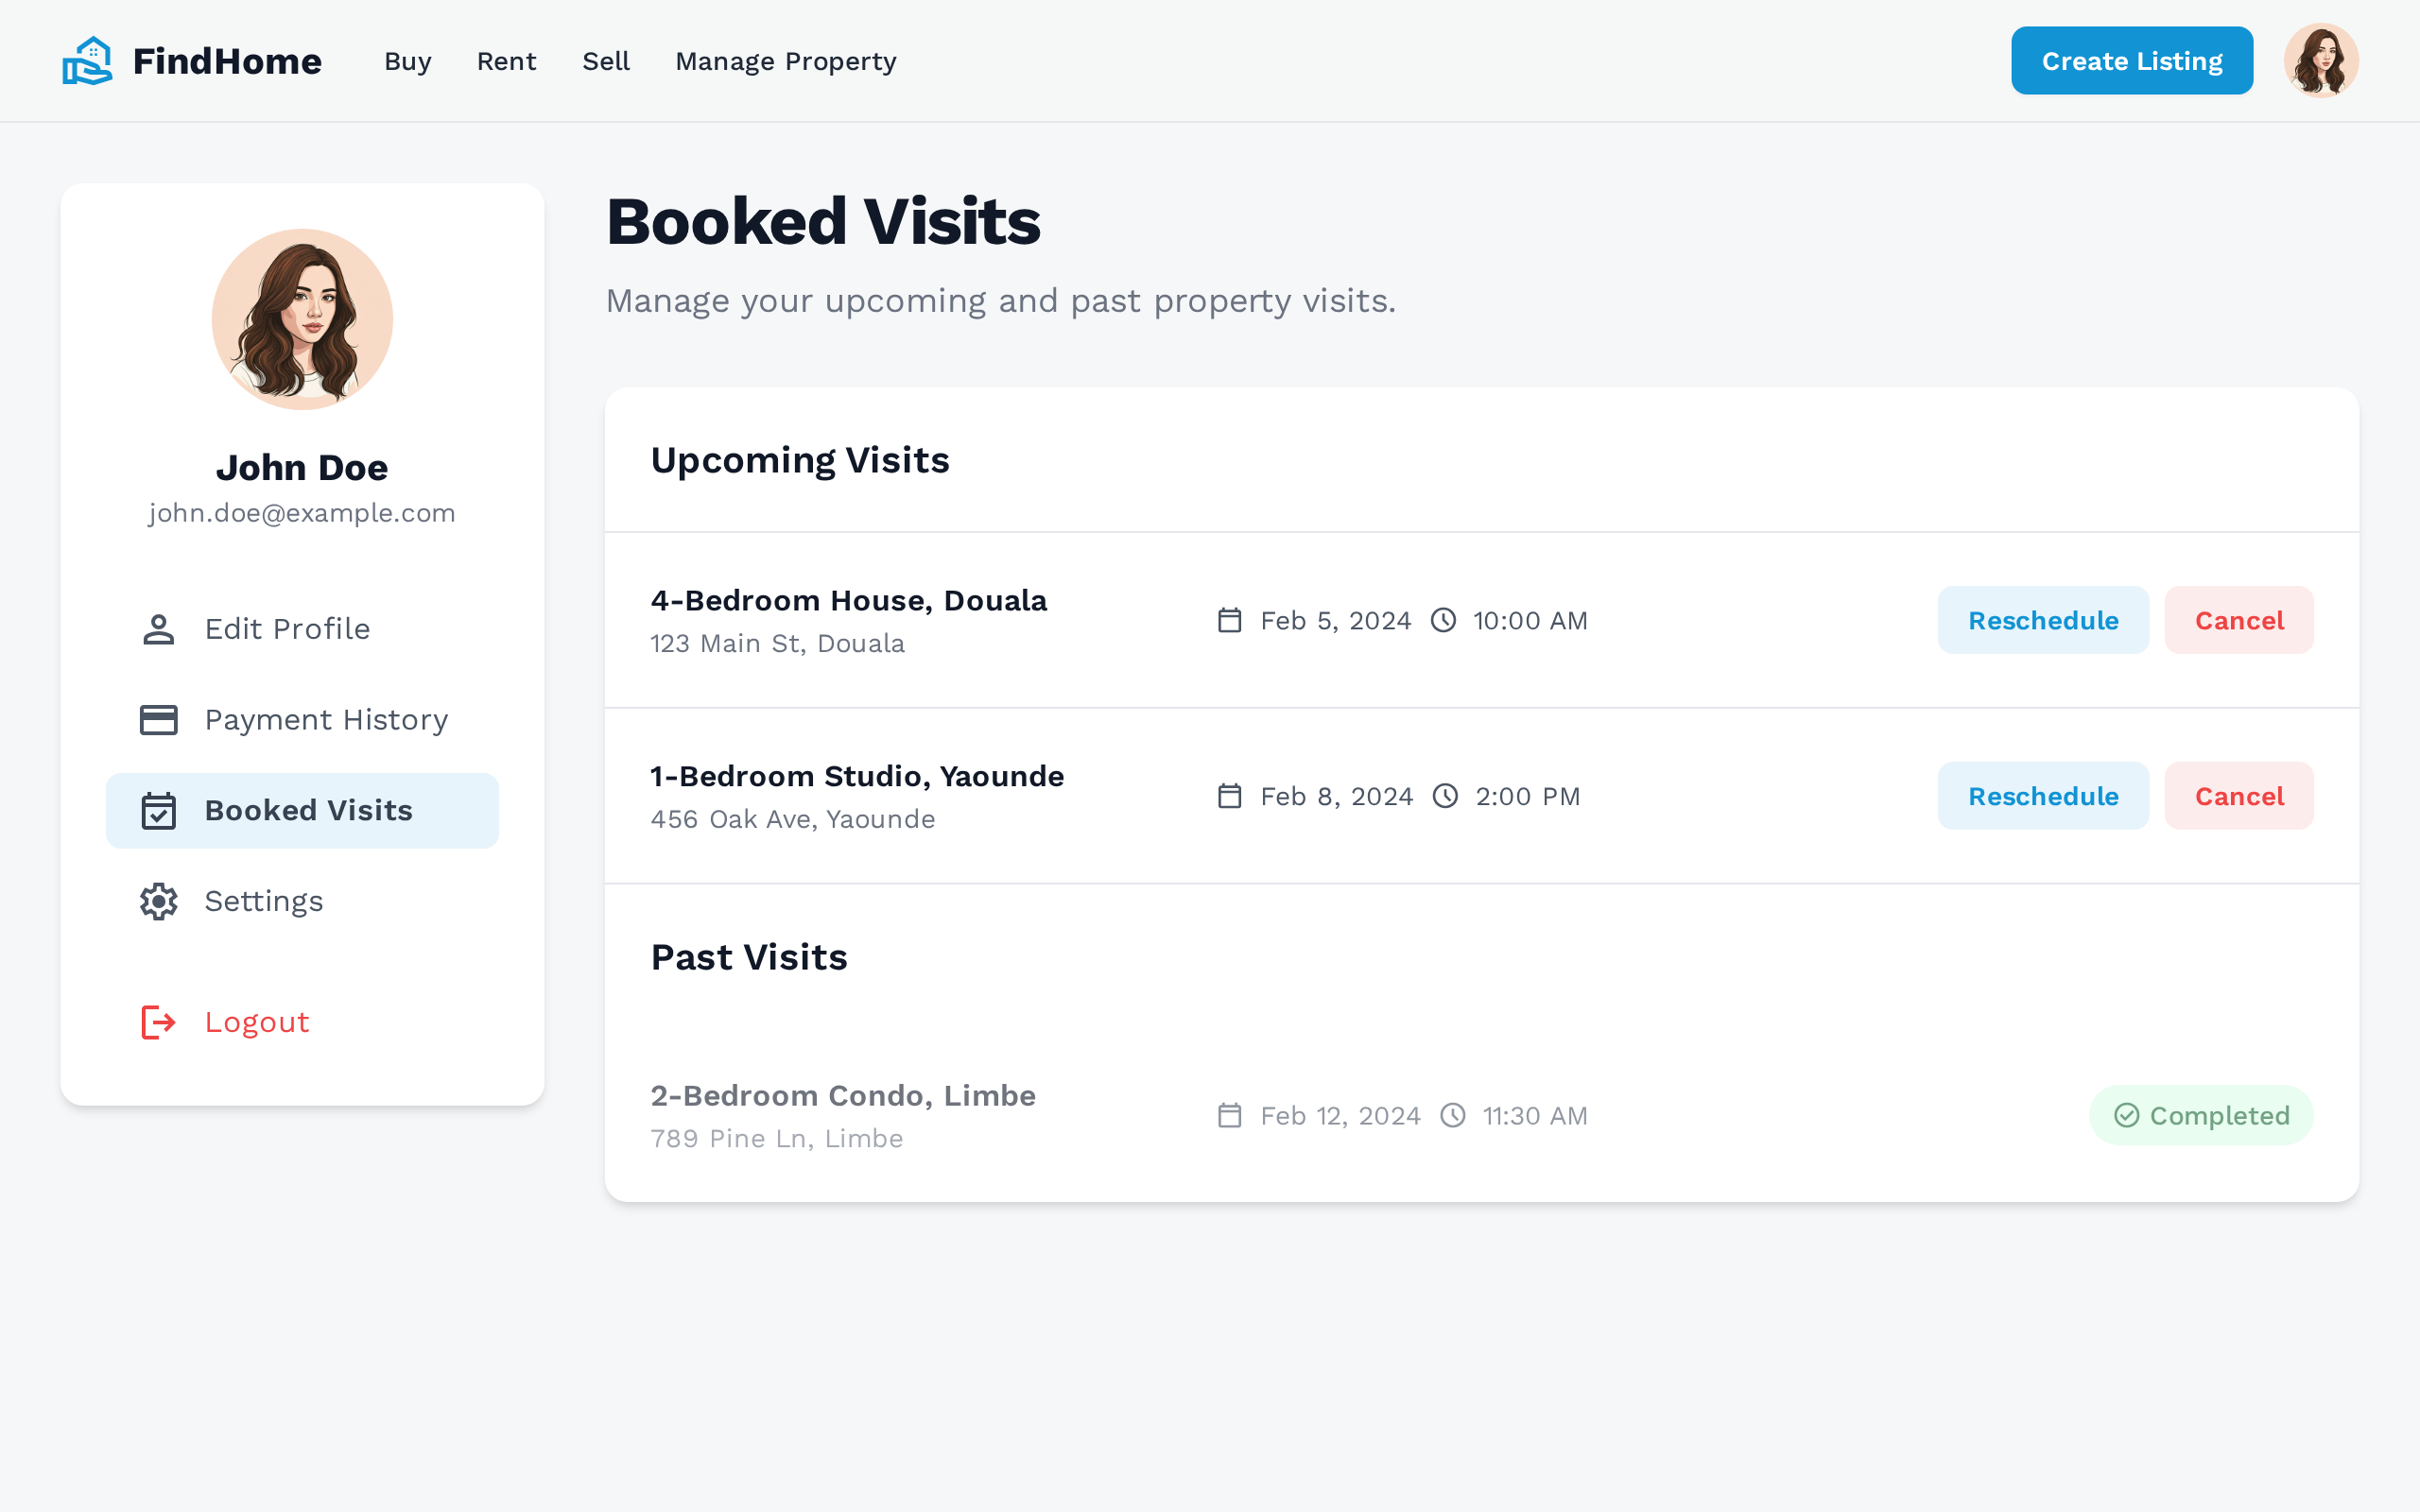 FindHome Buy Rent Sell Manage Property Create Listing
John Doe
john.doe@example.com
Edit Profile
Payment History
Booked Visits
Settings
Logout
Booked Visits
Manage your upcoming and past property visits.
Upcoming Visits
4-Bedroom House, Douala
123 Main St, Douala
Feb 5, 2024 10:00 AM
Reschedule Cancel
1-Bedroom Studio, Yaounde
456 Oak Ave, Yaounde
Feb 8, 2024 2:00 PM
Reschedule Cancel
Past Visits
2-Bedroom Condo, Limbe
789 Pine Ln, Limbe
Feb 12, 2024 11:30 AM
Completed